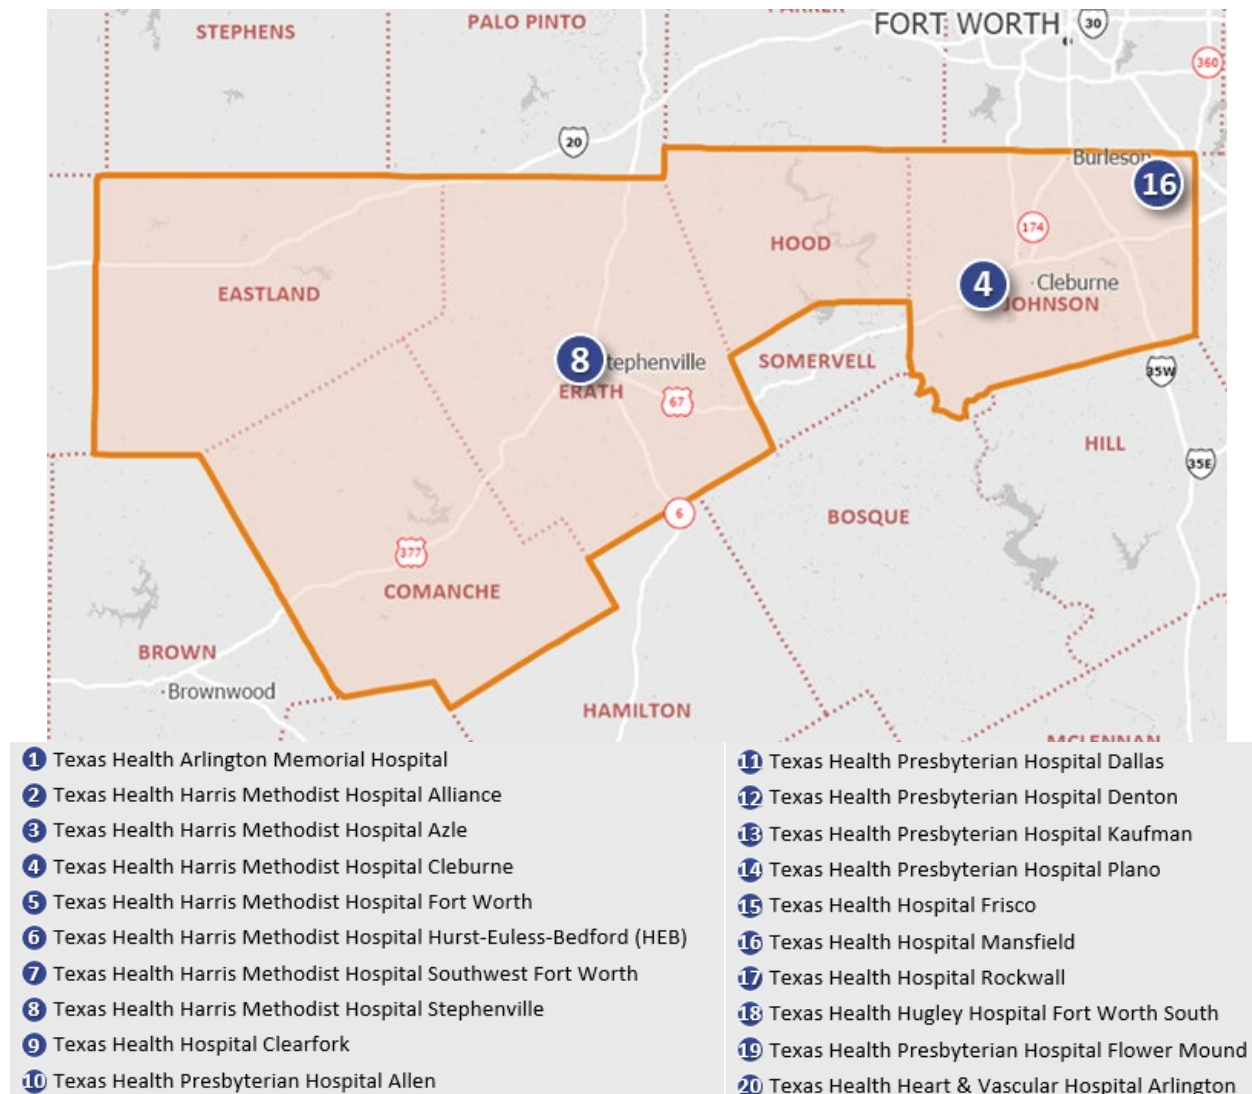 PALO PINTO
STEPHENS
FORT WORTH
30
360
20
Burleson
16
174
HOOD
4
Cleburne
JOHNSON
EASTLAND
8
tephenville
SOMERVELL
35W
ERATH
67
HILL
35E
6
BOSQUE
377
COMANCHE
BROWN
Brownwood
HAMILTON
1 Texas Health Arlington Memorial Hospital
2 Texas Health Harris Methodist Hospital Alliance
3 Texas Health Harris Methodist Hospital Azle
4 Texas Health Harris Methodist Hospital Cleburne
5 Texas Health Harris Methodist Hospital Fort Worth
6 Texas Health Harris Methodist Hospital Hurst-Euless-Bedford (HEB)
7 Texas Health Harris Methodist Hospital Southwest Fort Worth
8 Texas Health Harris Methodist Hospital Stephenville
9 Texas Health Hospital Clearfork
10 Texas Health Presbyterian Hospital Allen
11 Texas Health Presbyterian Hospital Dallas
12 Texas Health Presbyterian Hospital Denton
13 Texas Health Presbyterian Hospital Kaufman
14 Texas Health Presbyterian Hospital Plano
15 Texas Health Hospital Frisco
16 Texas Health Hospital Mansfield
17 Texas Health Hospital Rockwall
18 Texas Health Hugley Hospital Fort Worth South
19 Texas Health Presbyterian Hospital Flower Mound
20 Texas Health Heart & Vascular Hospital Arlington